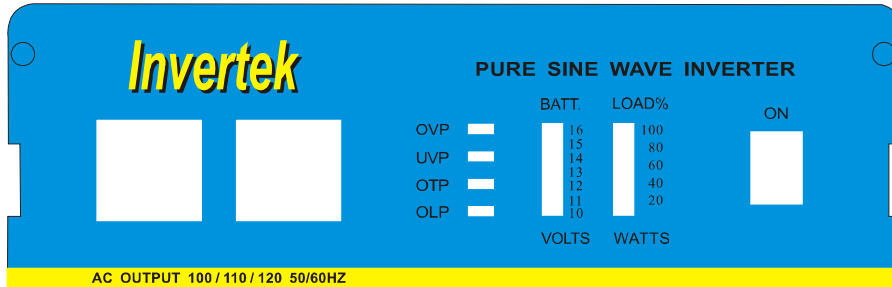 Invertek
PURE SINE WAVE INVERTER
BATT. LOAD%
ON
OVP
UVP
OTP
OLP
16
15
14
13
12
11
10
100
80
60
40
20
VOLTS WATTS
AC OUTPUT 100 / 110 / 120 50/60HZ